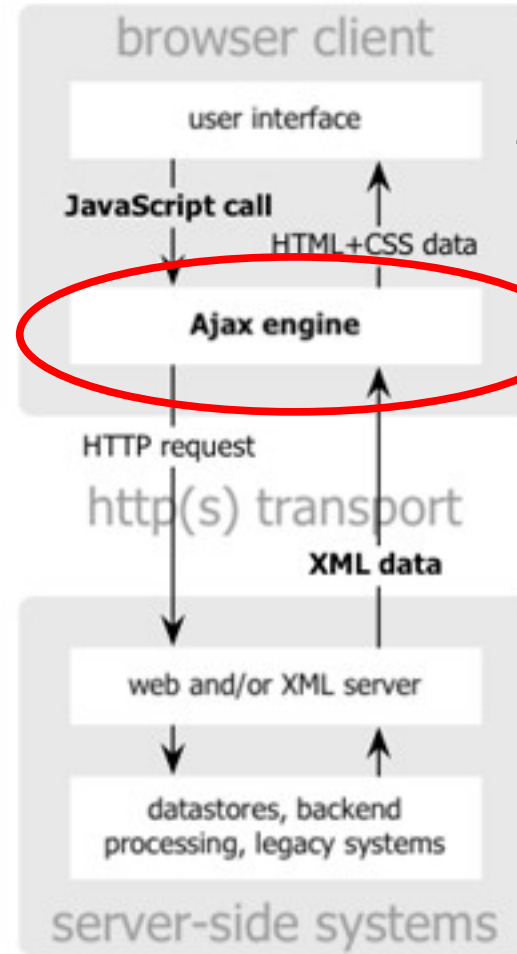 browser client
user interface
JavaScript call
HTML+CSS data
Ajax engine
HTTP request
http(s) transport
XML data
web and/or XML server
datastores, backend
processing, legacy systems
server-side systems